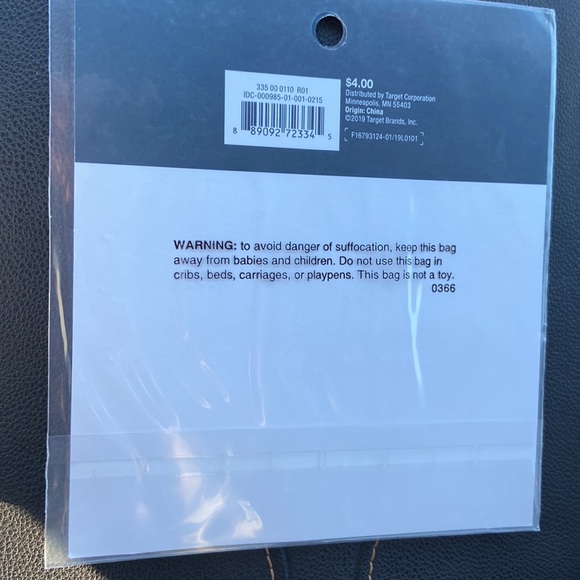 335 00 0110 R01
IDC-000985-01-001-0215
8 89092 72334 5
$4.00
Distributed by Target Corporation
Minneapolis, MN 55403
Origin: China
©2019 Target Brands, Inc.
F16793124-01/19L0101
WARNING: to avoid danger of suffocation, keep this bag
away from babies and children. Do not use this bag in
cribs, beds, carriages, or playpens. This bag is not a toy.
0366